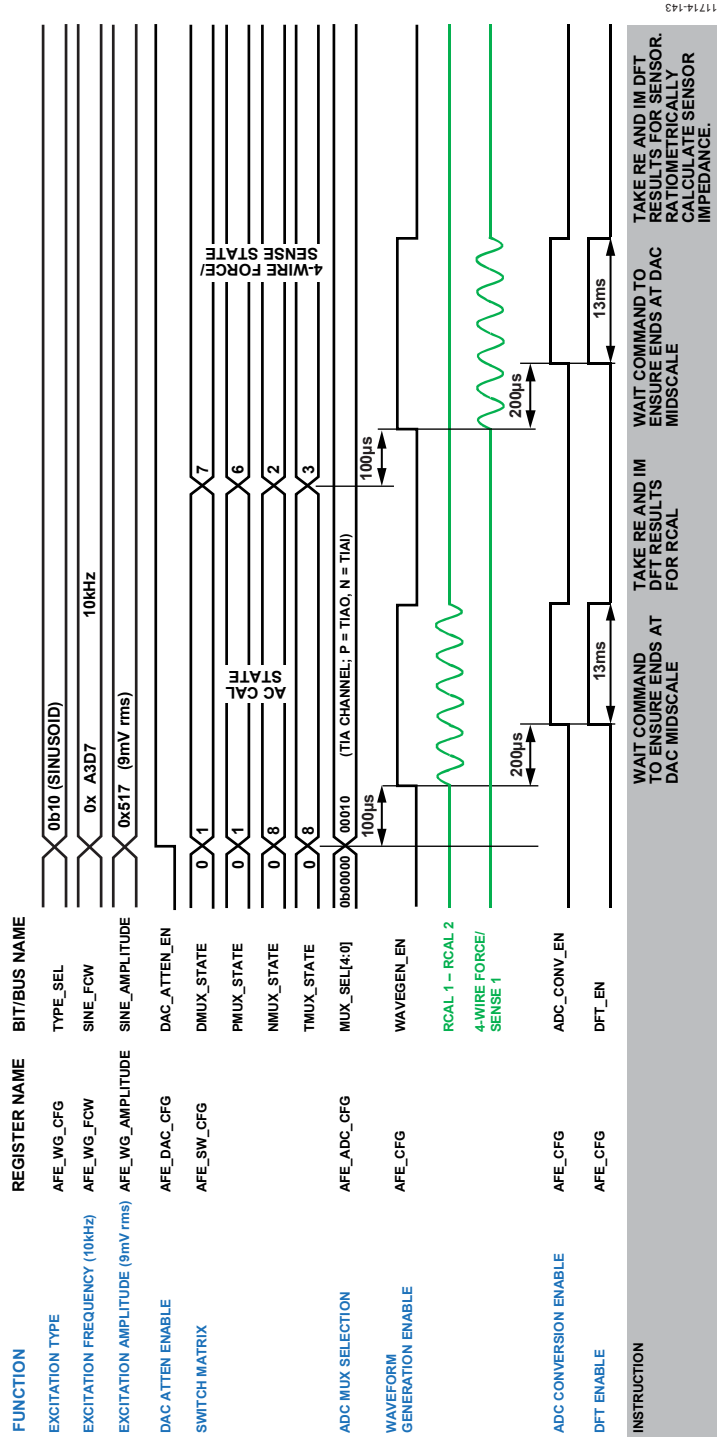 FUNCTION REGISTER NAME BIT/BUS NAME
EXCITATION TYPE AFE_WG_CFG TYPE_SEL 0b10 (SINUSOID)
EXCITATION FREQUENCY (10kHz) AFE_WG_FCW SINE_FCW 0x A3D7 10kHz
EXCITATION AMPLITUDE (9mV rms) AFE_WG_AMPLITUDE SINE_AMPLITUDE 0x517 (9mV rms)
DAC ATTEN ENABLE AFE_DAC_CFG DAC_ATTEN_EN
SWITCH MATRIX AFE_SW_CFG DMUX_STATE 0 1 7
PMUX_STATE 0 1 6
NMUX_STATE 0 8 2
TMUX_STATE 0 8 3
AC CAL
STATE
4-WIRE FORCE/
SENSE STATE
ADC MUX SELECTION AFE_ADC_CFG MUX_SEL[4:0] 0b00000 00010 (TIA CHANNEL; P = TIAO, N = TIAI)
100µs 100µs
WAVEFORM
GENERATION ENABLE AFE_CFG WAVEGEN_EN
RCAL 1 – RCAL 2
4-WIRE FORCE/
SENSE 1
200µs 200µs
ADC CONVERSION ENABLE AFE_CFG ADC_CONV_EN
DFT ENABLE AFE_CFG DFT_EN 13ms 13ms
INSTRUCTION
WAIT COMMAND
TO ENSURE ENDS AT
DAC MIDSCALE
TAKE RE AND IM
DFT RESULTS
FOR RCAL
WAIT COMMAND TO
ENSURE ENDS AT DAC
MIDSCALE
TAKE RE AND IM DFT
RESULTS FOR SENSOR.
RATIOMETRICALLY
CALCULATE SENSOR
IMPEDANCE.
11714-143